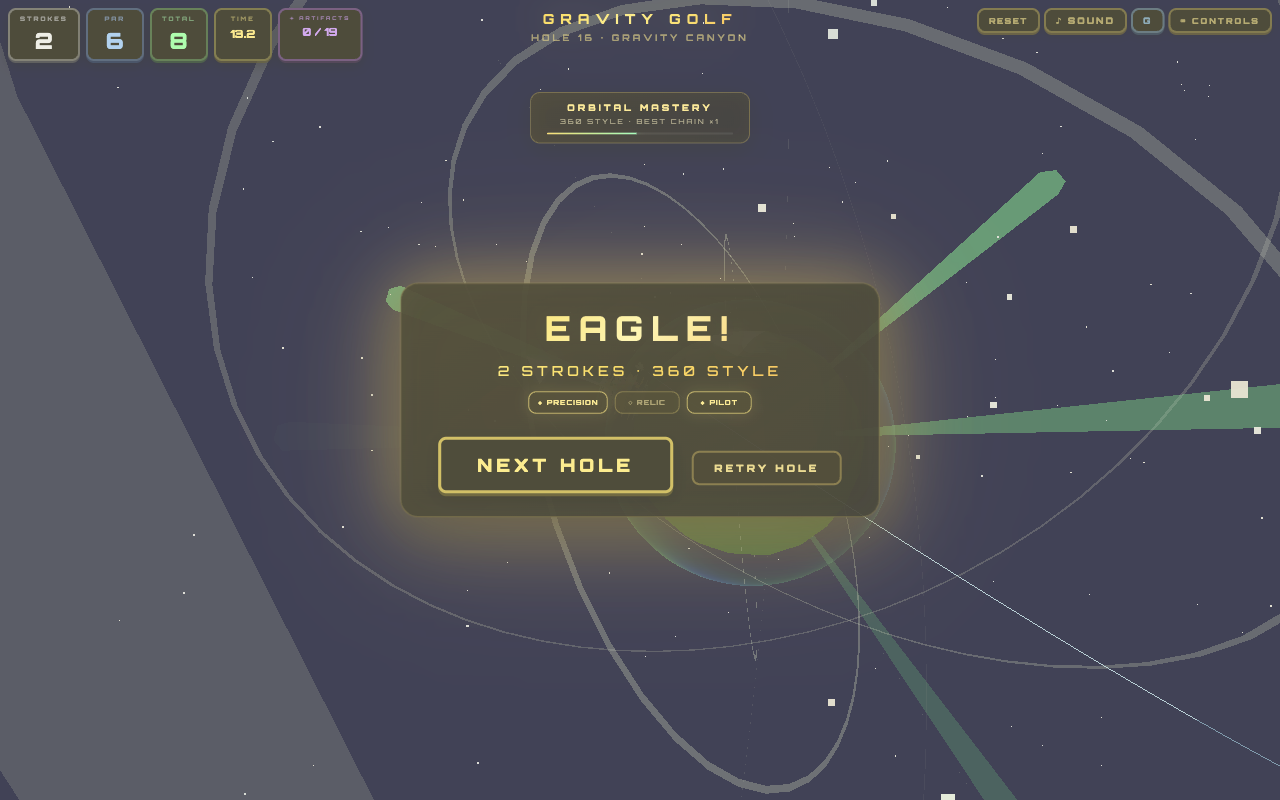 STROKES
2
PAR
6
TOTAL
8
TIME
13.2
ARTIFACTS
0 / 19
GRAVITY GOLF
HOLE 16 · GRAVITY CANYON
RESET
♪ SOUND
G
CONTROLS
ORBITAL MASTERY
360 STYLE · BEST CHAIN ×1
EAGLE!
2 STROKES · 360 STYLE
PRECISION
RELIC
PILOT
NEXT HOLE
RETRY HOLE